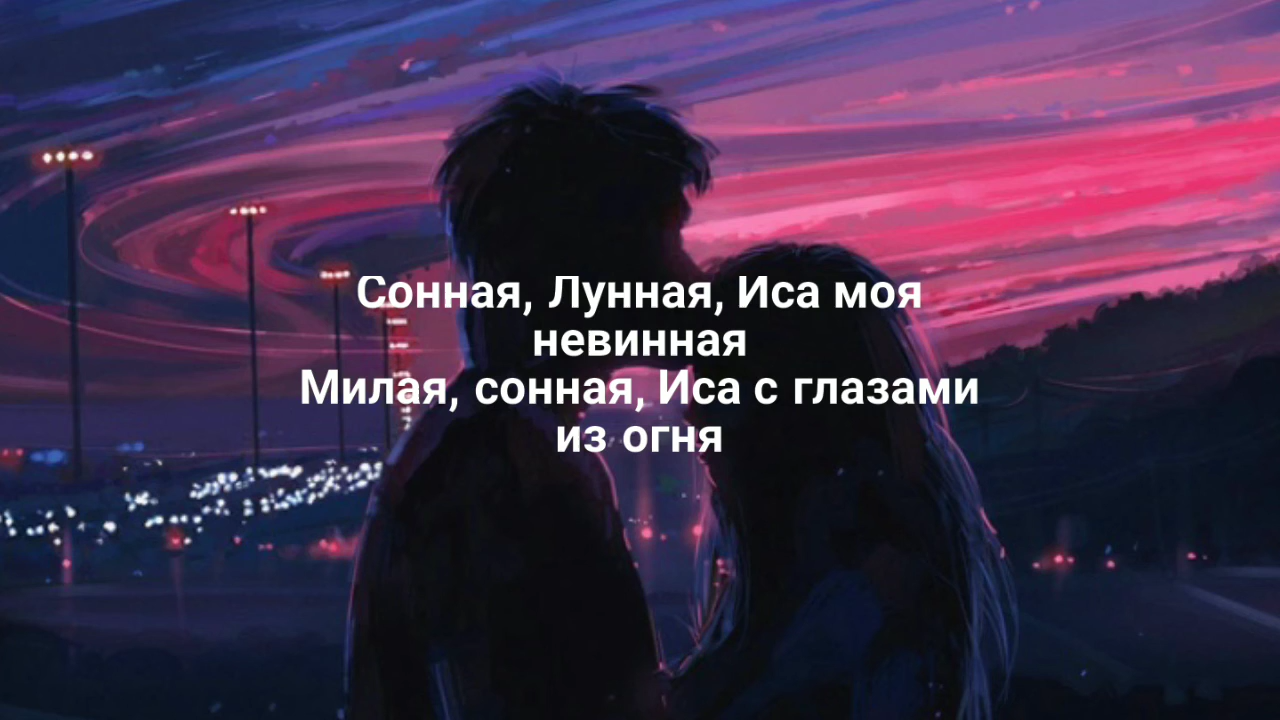 Сонная, Лунная, Иса моя
невинная
Милая, сонная, Иса с глазами
из огня